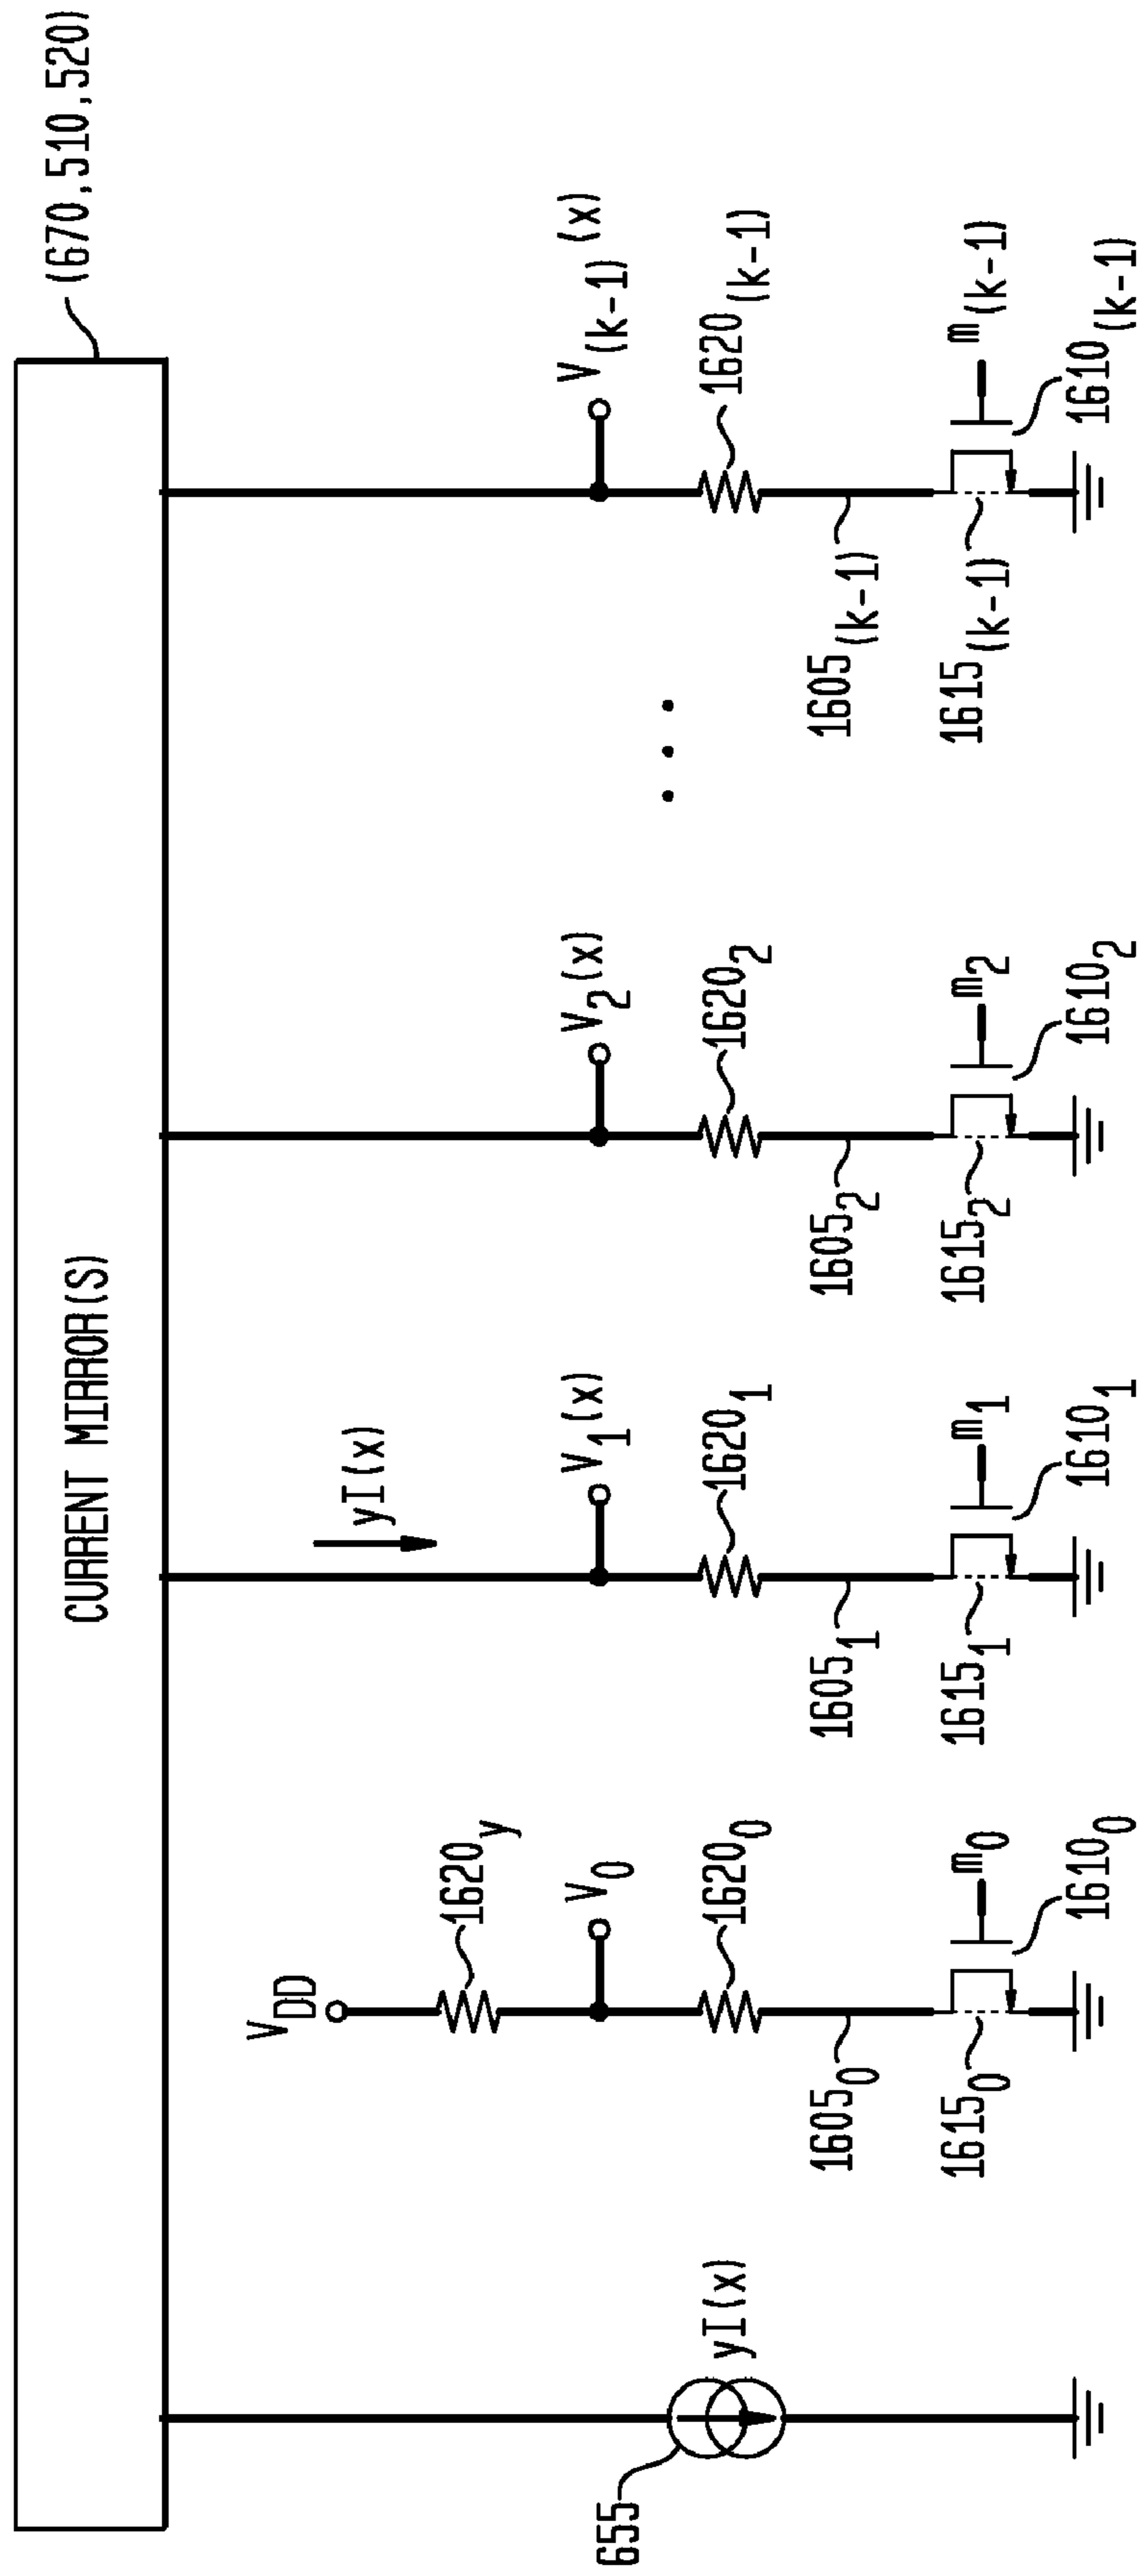 (670,510,520)
CURRENT MIRROR(S)
yI(x)
VDD
1620y
V0
V1(x)
V2(x)
V(k-1)(x)
655
yI(x)
16200
16201
16202
1620(k-1)
16050
16051
16052
1605(k-1)
m0
m1
m2
m(k-1)
16150
16151
16152
1615(k-1)
16100
16101
16102
1610(k-1)